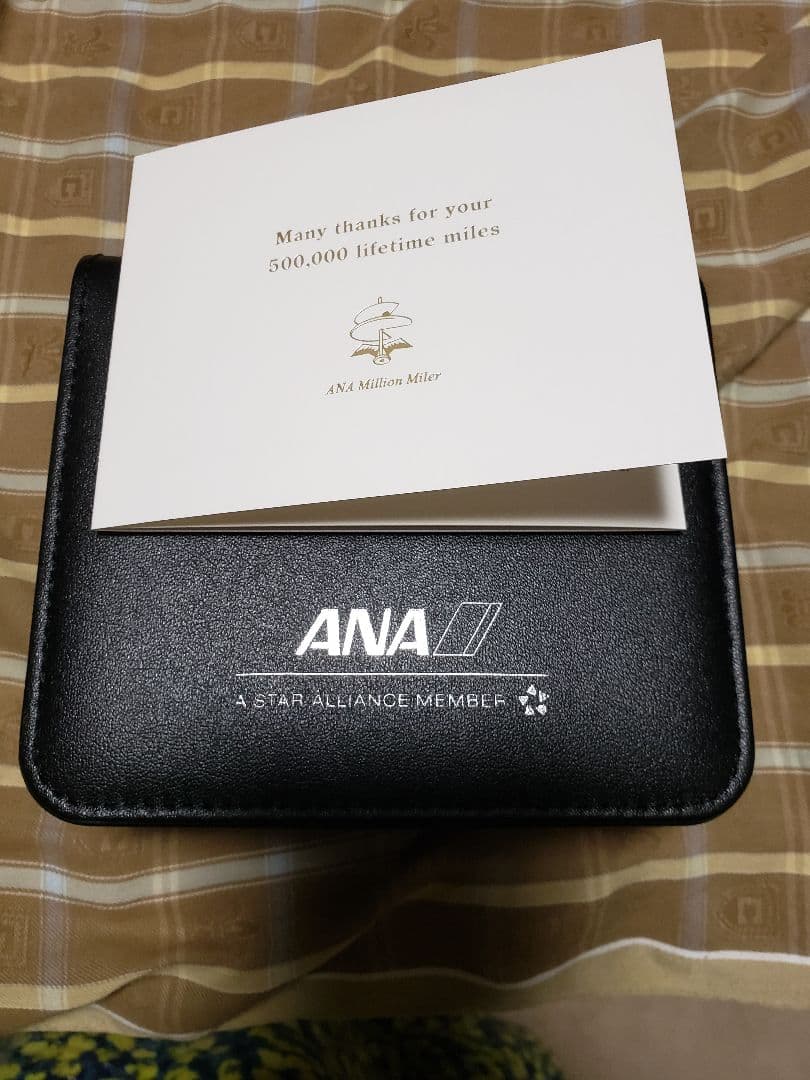 Many thanks for your
500,000 lifetime miles
ANA Million Miler
ANA
A STAR ALLIANCE MEMBER